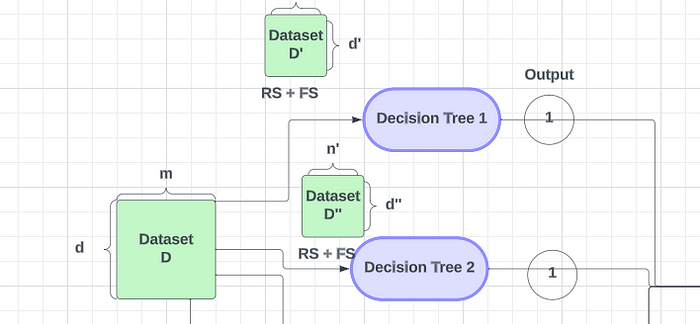 Dataset
D'
d'
RS + FS
Output
Decision Tree 1
1
n'
m
Dataset
D"
d"
d
Dataset
D
RS + FS
Decision Tree 2
1